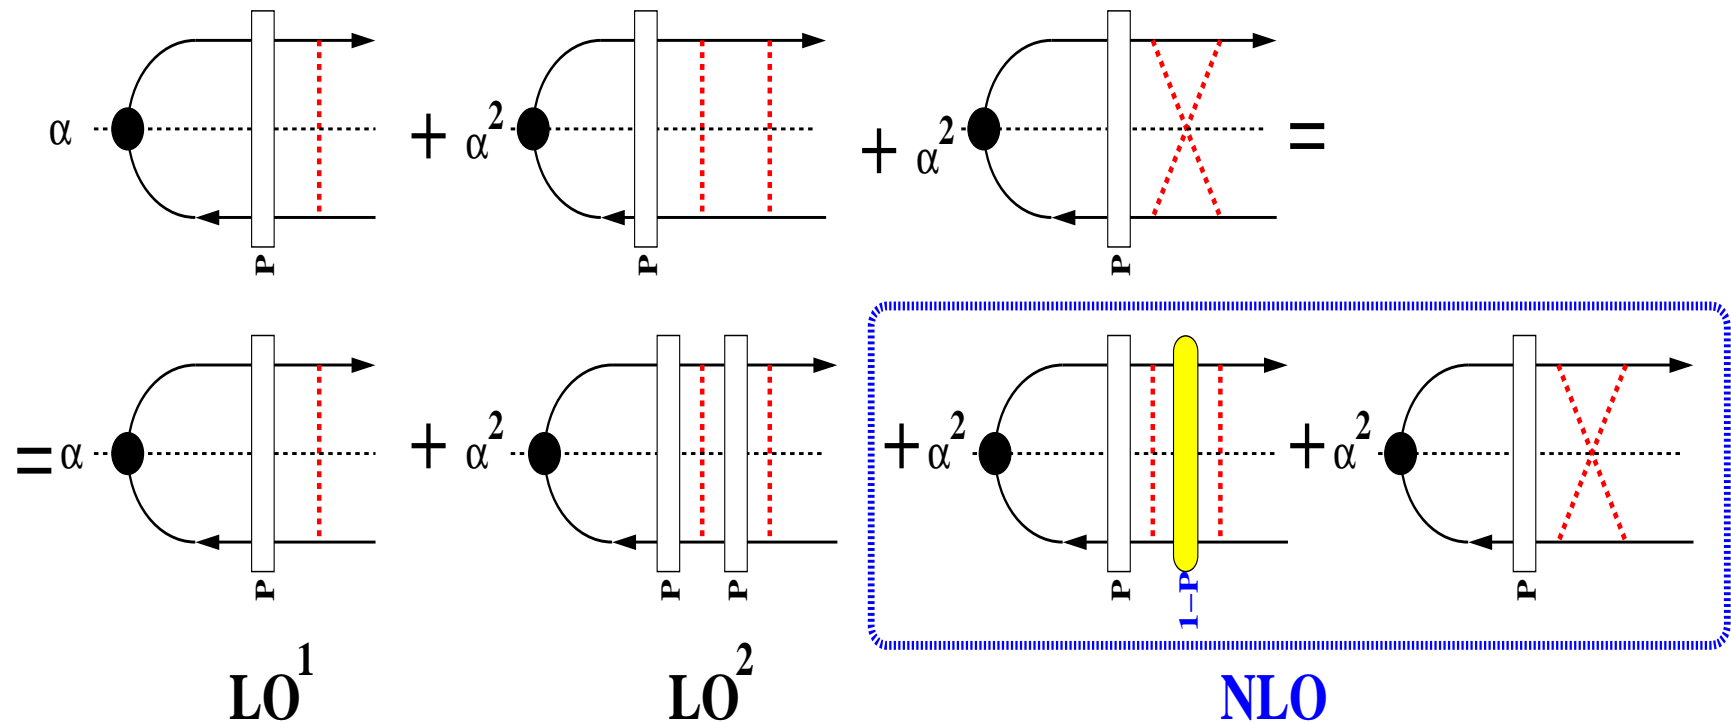 α + α² + α² =
P P P
= α + α² + α² + α²
P P P P 1−P P
LO¹ LO² NLO